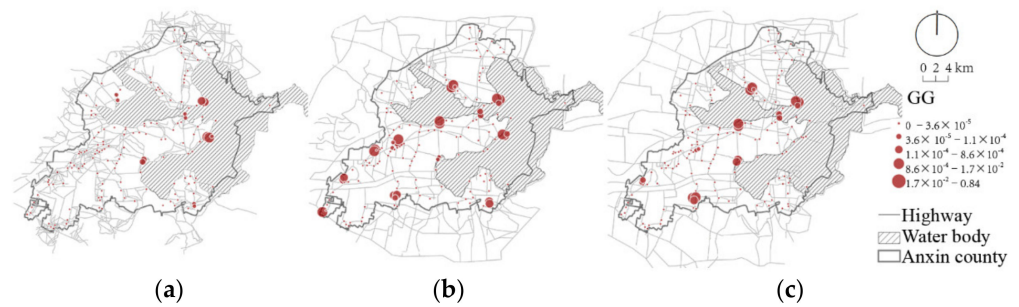 0 2 4 km
GG
0 – 3.6×10⁻⁵
3.6×10⁻⁵ – 1.1×10⁻⁴
1.1×10⁻⁴ – 8.6×10⁻⁴
8.6×10⁻⁴ – 1.7×10⁻²
1.7×10⁻² – 0.84
Highway
Water body
Anxin county
(a) (b) (c)